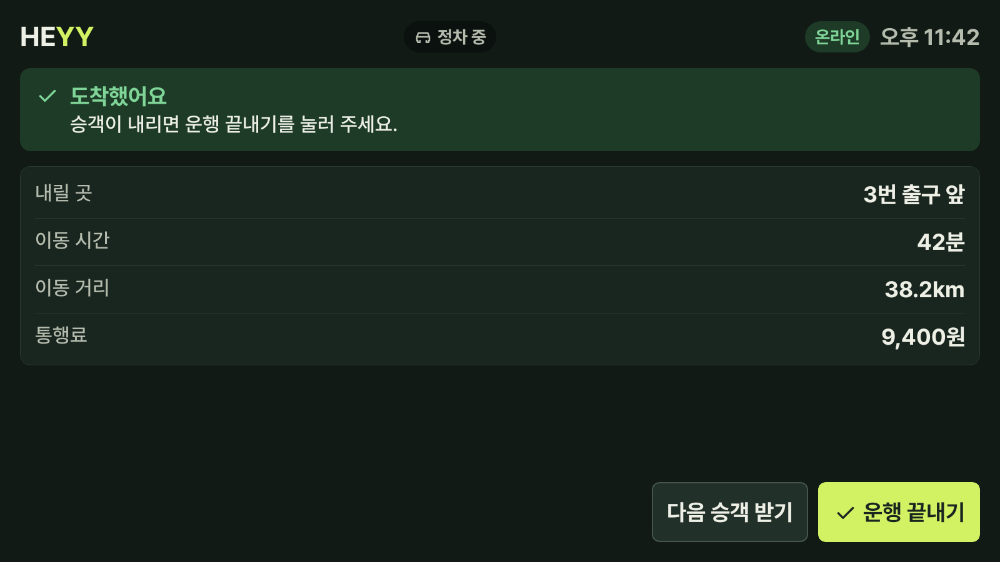 HEYY
정차 중
온라인 오후 11:42
도착했어요
승객이 내리면 운행 끝내기를 눌러 주세요.
내릴 곳 3번 출구 앞
이동 시간 42분
이동 거리 38.2km
통행료 9,400원
다음 승객 받기
운행 끝내기